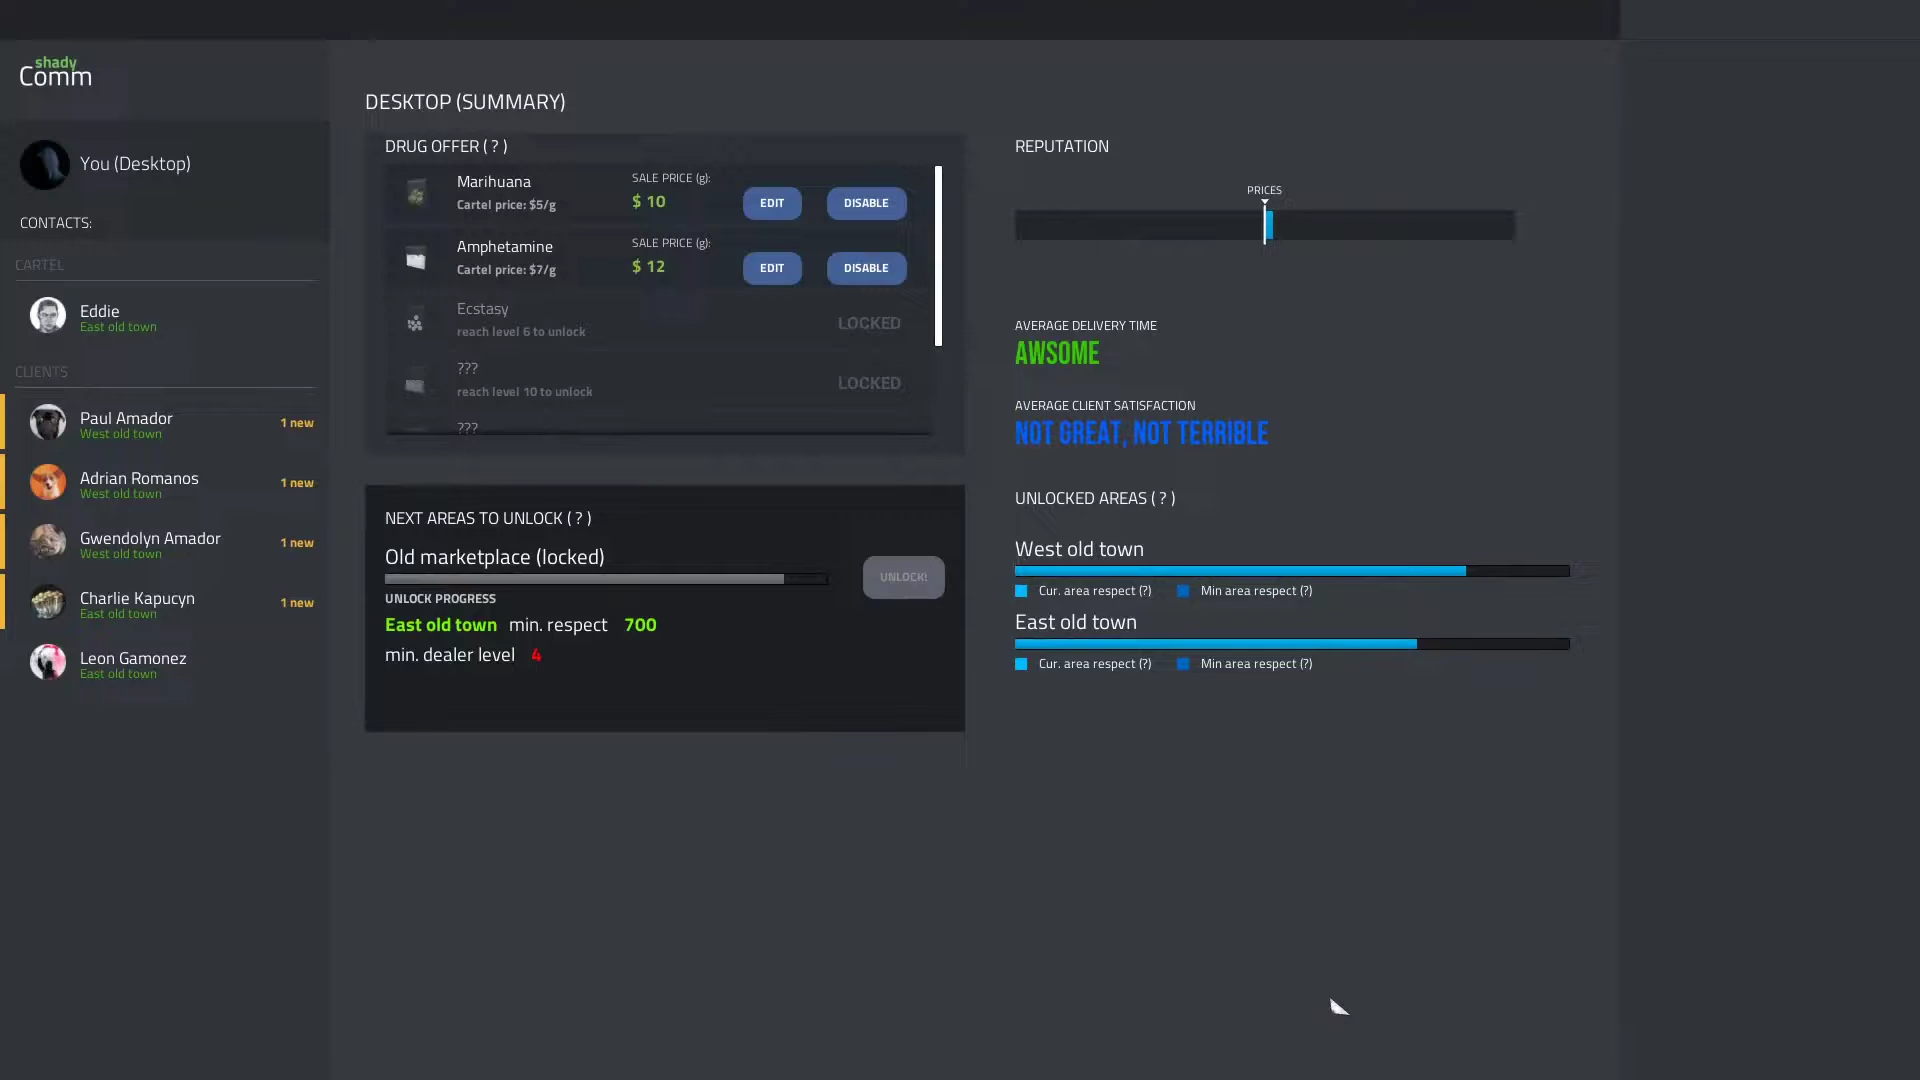 shady
Comm
You (Desktop)
CONTACTS:
CARTEL
Eddie
East old town
CLIENTS
Paul Amador
West old town
1 new
Adrian Romanos
West old town
1 new
Gwendolyn Amador
West old town
1 new
Charlie Kapucyn
East old town
1 new
Leon Gamonez
East old town
DESKTOP (SUMMARY)
DRUG OFFER ( ? )
Marihuana
Cartel price: $5/g
SALE PRICE (g):
$ 10
EDIT
DISABLE
Amphetamine
Cartel price: $7/g
SALE PRICE (g):
$ 12
EDIT
DISABLE
Ecstasy
reach level 6 to unlock
LOCKED
???
reach level 10 to unlock
LOCKED
???
NEXT AREAS TO UNLOCK ( ? )
Old marketplace (locked)
UNLOCK!
UNLOCK PROGRESS
East old town min. respect 700
min. dealer level 4
REPUTATION
PRICES
AVERAGE DELIVERY TIME
AWSOME
AVERAGE CLIENT SATISFACTION
NOT GREAT, NOT TERRIBLE
UNLOCKED AREAS ( ? )
West old town
Cur. area respect (?) Min area respect (?)
East old town
Cur. area respect (?) Min area respect (?)